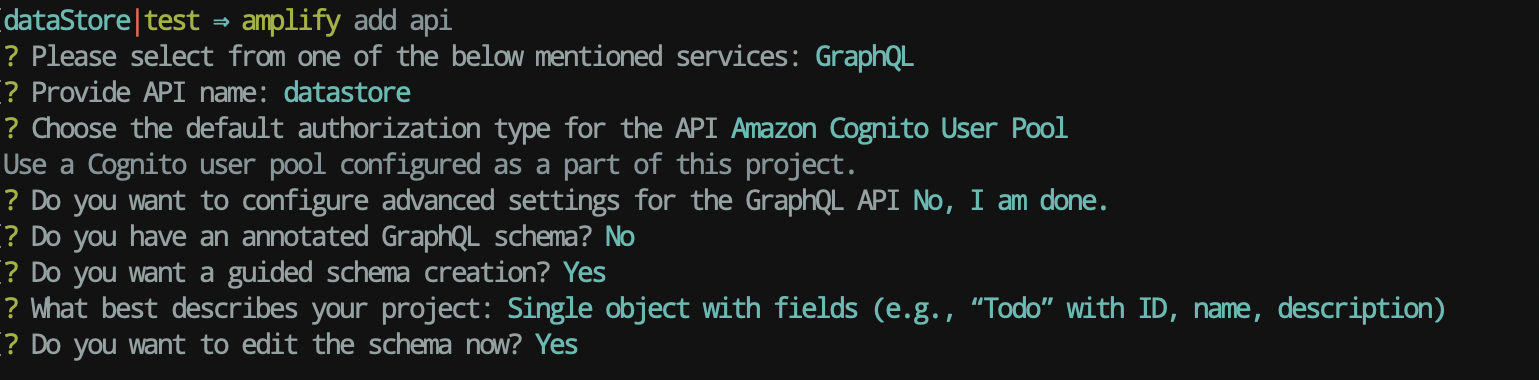 dataStore|test ⇒ amplify add api
? Please select from one of the below mentioned services: GraphQL
? Provide API name: datastore
? Choose the default authorization type for the API Amazon Cognito User Pool
Use a Cognito user pool configured as a part of this project.
? Do you want to configure advanced settings for the GraphQL API No, I am done.
? Do you have an annotated GraphQL schema? No
? Do you want a guided schema creation? Yes
? What best describes your project: Single object with fields (e.g., “Todo” with ID, name, description)
? Do you want to edit the schema now? Yes